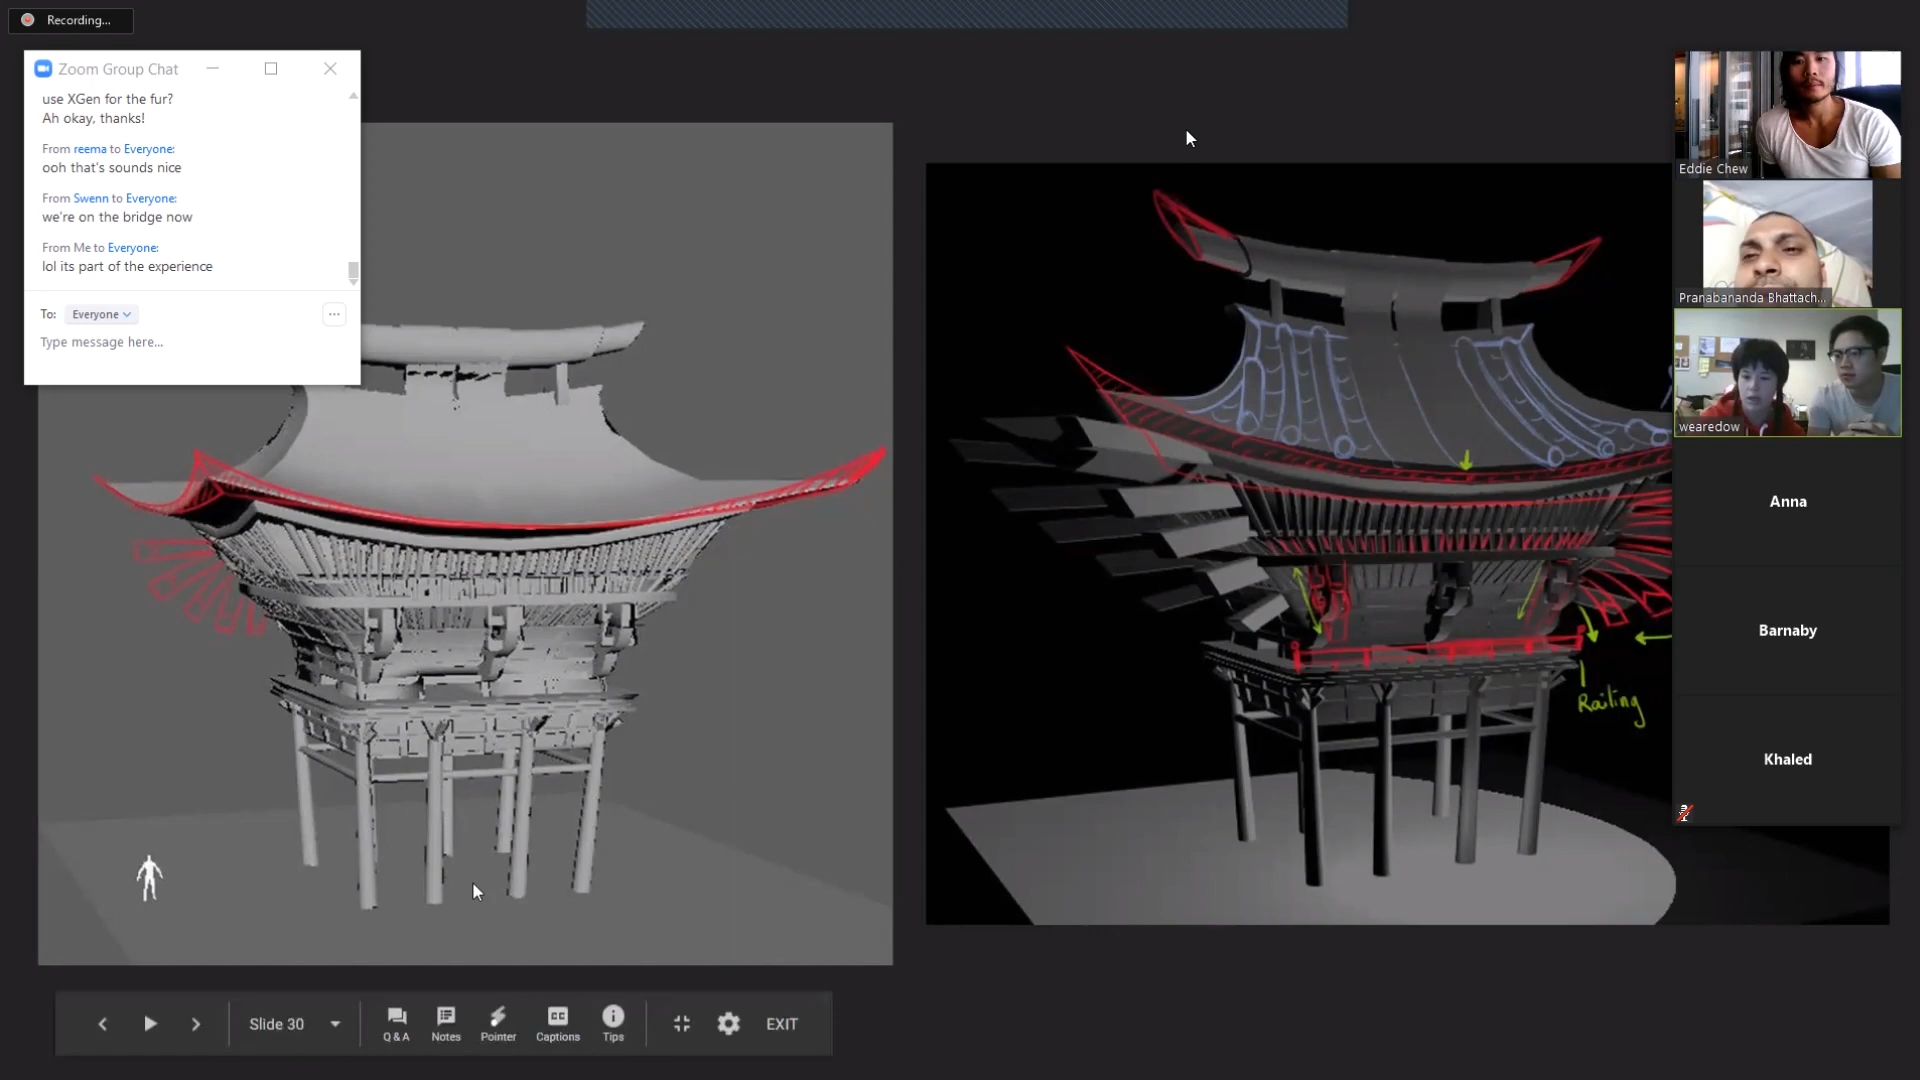 Recording...
Zoom Group Chat
use XGen for the fur?
Ah okay, thanks!
From reema to Everyone:
ooh that's sounds nice
From Swenn to Everyone:
we're on the bridge now
From Me to Everyone:
lol its part of the experience
To: Everyone
Type message here...
Eddie Chew
Pranabananda Bhattach...
wearedow
Anna
Barnaby
Khaled
Railing
Slide 30
Q & A
Notes
Pointer
Captions
Tips
EXIT